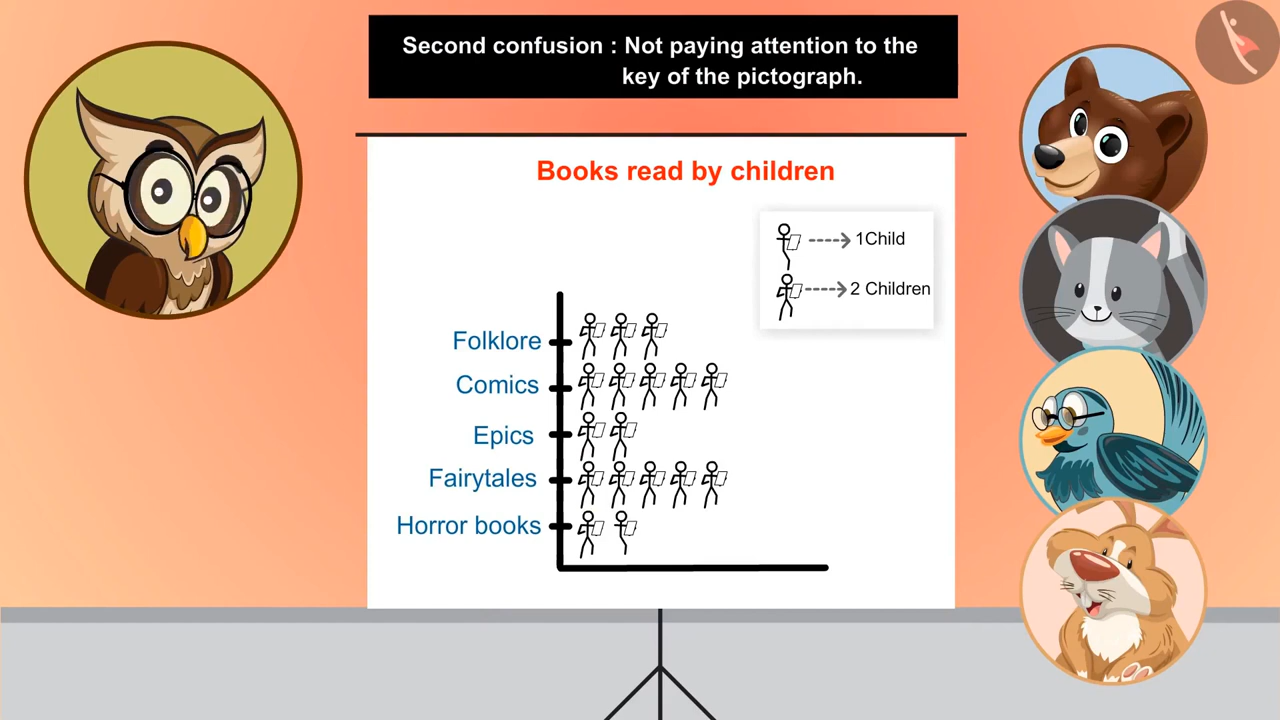 Second confusion : Not paying attention to the
key of the pictograph.
Books read by children
1Child
2 Children
Folklore
Comics
Epics
Fairytales
Horror books